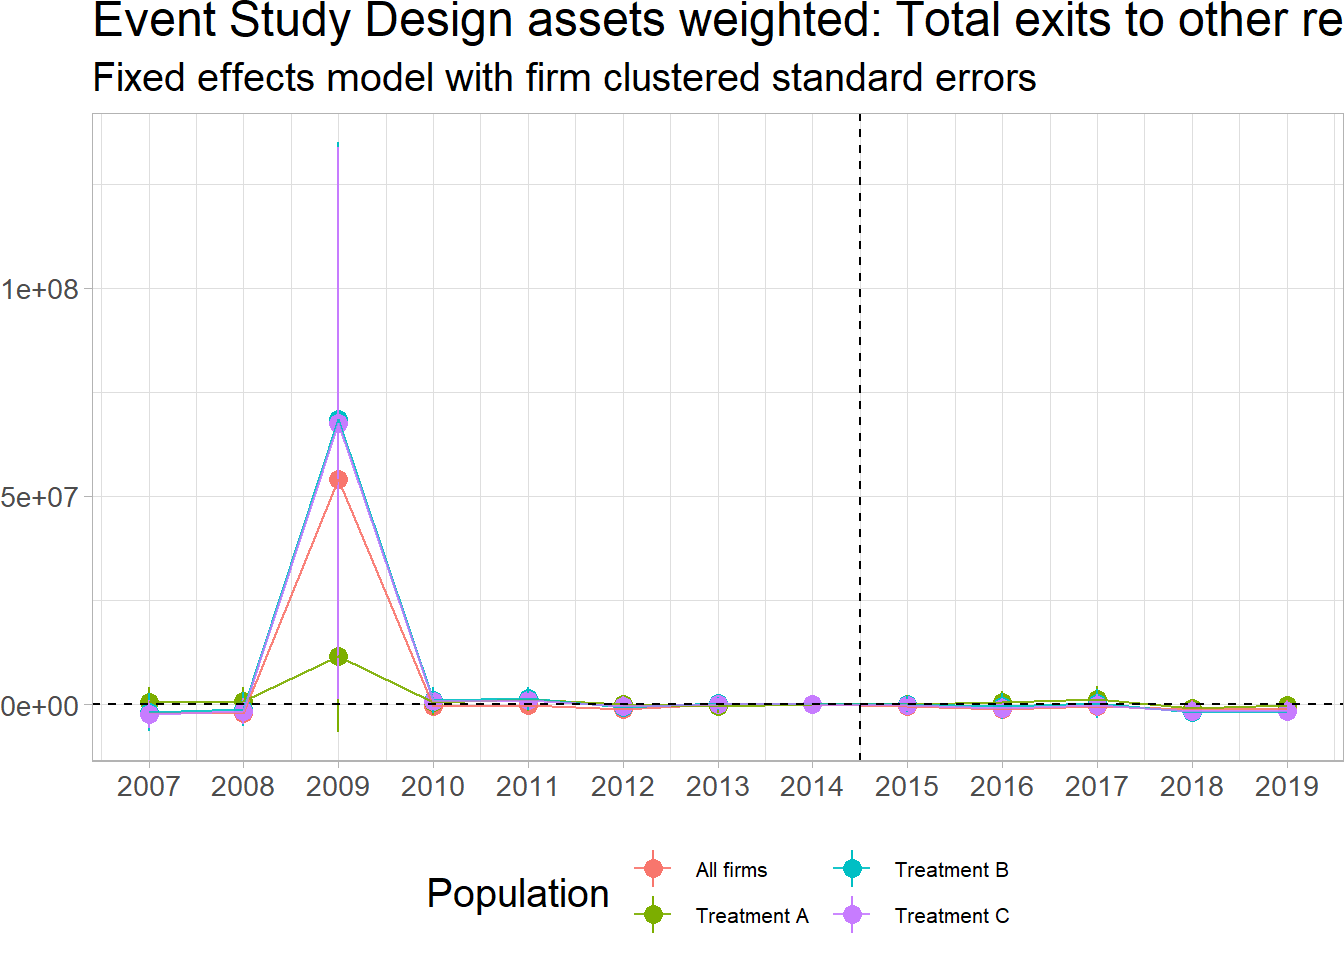 Event Study Design assets weighted: Total exits to other re
Fixed effects model with firm clustered standard errors
1e+08
5e+07
0e+00
2007 2008 2009 2010 2011 2012 2013 2014 2015 2016 2017 2018 2019
Population
All firms
Treatment A
Treatment B
Treatment C